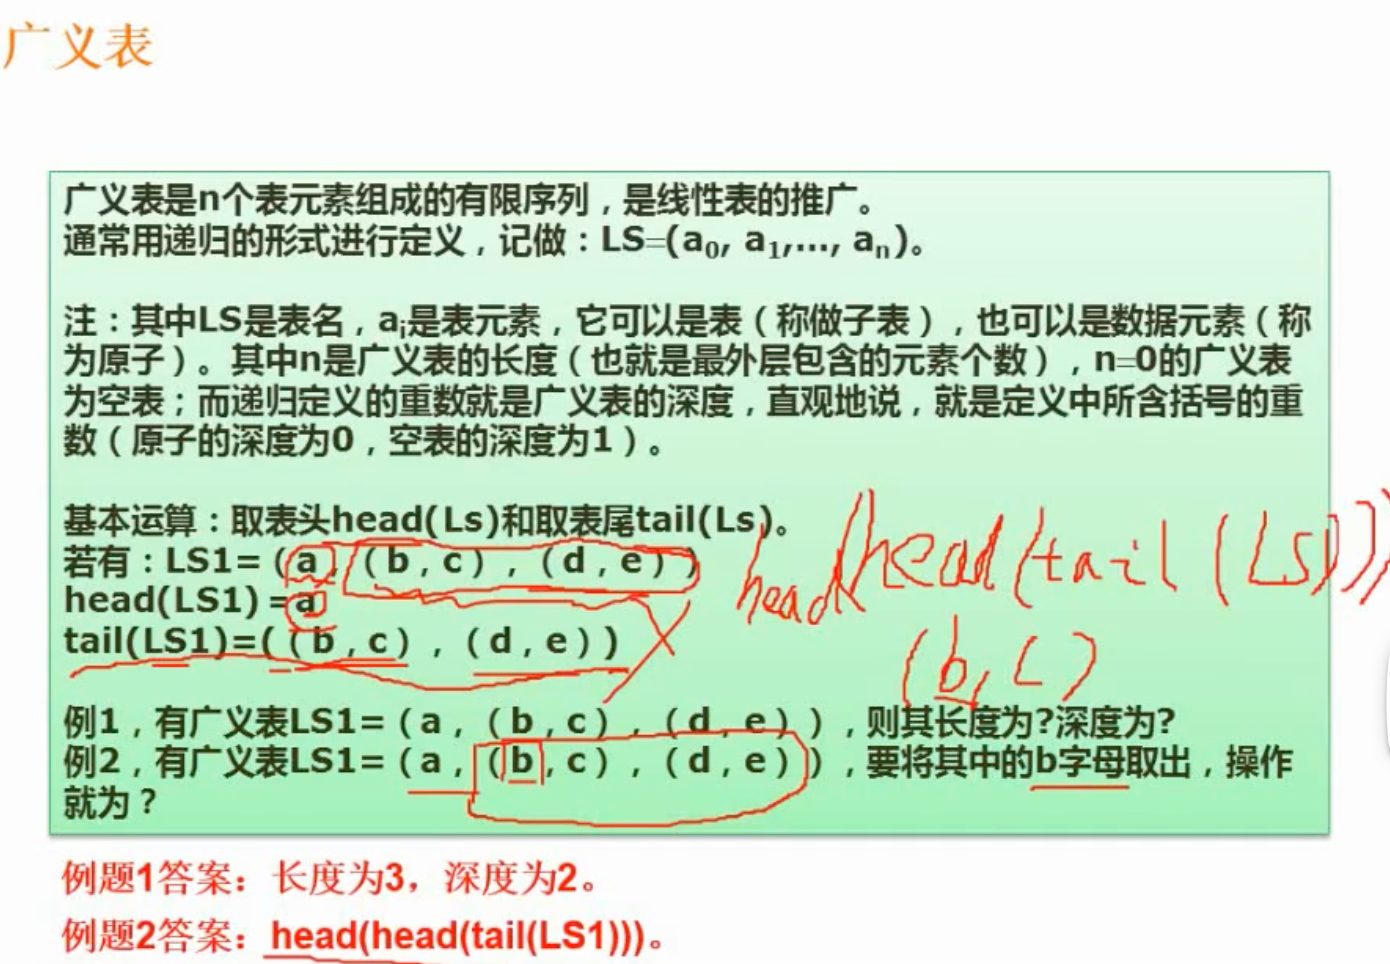 广义表
广义表是n个表元素组成的有限序列，是线性表的推广。
通常用递归的形式进行定义，记做：LS=(a₀, a₁,..., aₙ)。
注：其中LS是表名，aᵢ是表元素，它可以是表（称做子表），也可以是数据元素（称
为原子）。其中n是广义表的长度（也就是最外层包含的元素个数），n=0的广义表
为空表；而递归定义的重数就是广义表的深度，直观地说，就是定义中所含括号的重
数（原子的深度为0，空表的深度为1）。
基本运算：取表头head(Ls)和取表尾tail(Ls)。
若有：LS1=（a，（b，c），（d，e））
head(LS1)=a
tail(LS1)=(（b，c），（d，e））
head(head(tail(LS)))
(b, c)
例1，有广义表LS1=（a，（b，c），（d，e）），则其长度为?深度为?
例2，有广义表LS1=（a，（b，c），（d，e）），要将其中的b字母取出，操作
就为？
例题1答案：长度为3，深度为2。
例题2答案：head(head(tail(LS1)))。